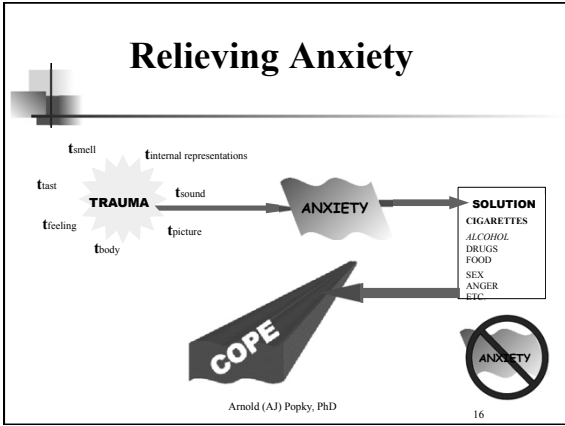 Relieving Anxiety
tsmell
tinternal representations
ttast
tsound
TRAUMA
tfeeling
tpicture
tbody
ANXIETY
SOLUTION
CIGARETTES
ALCOHOL
DRUGS
FOOD
SEX
ANGER
ETC.
COPE
ANXIETY
Arnold (AJ) Popky, PhD
16